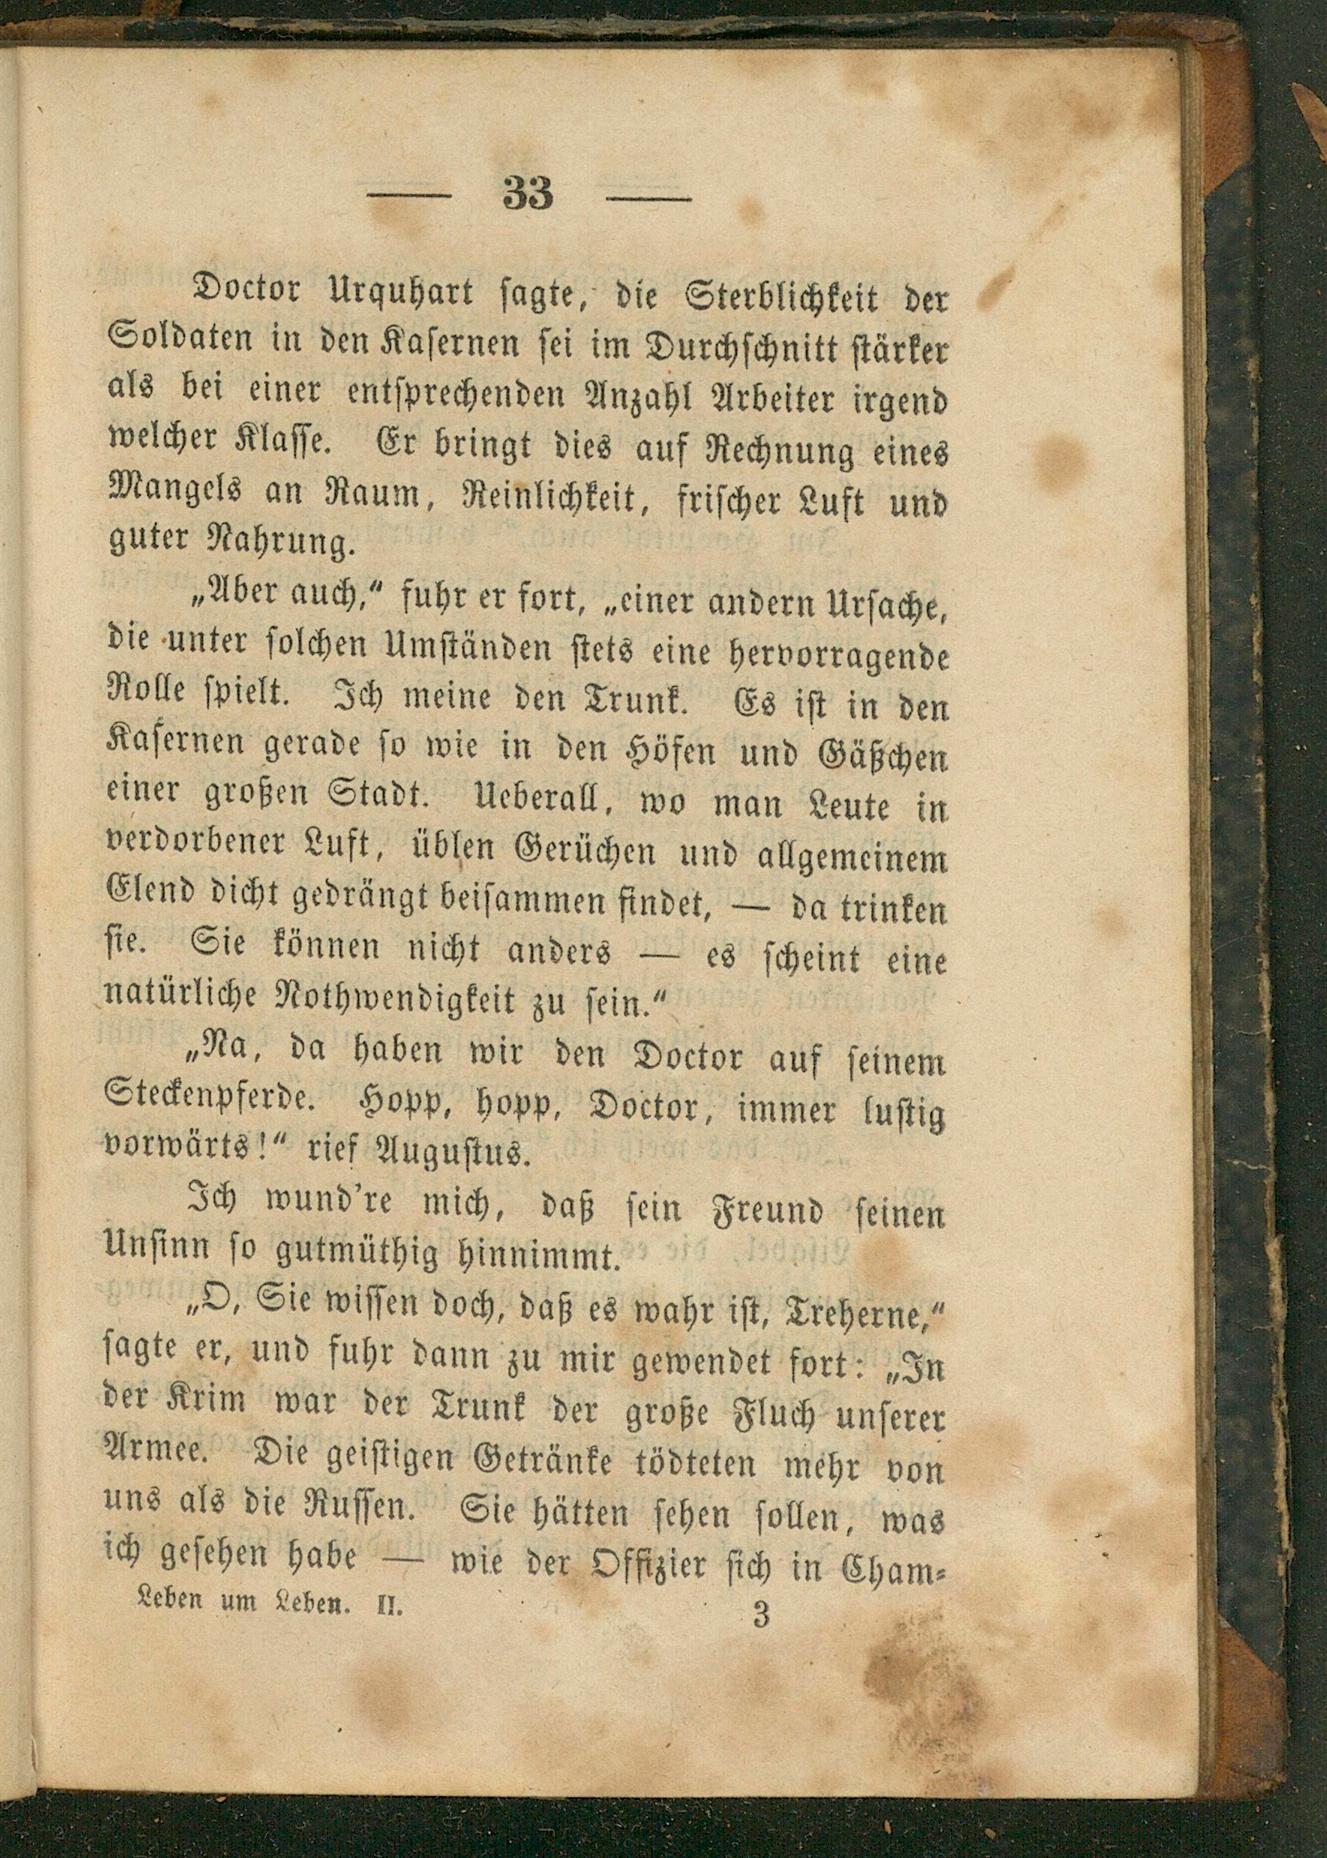 — 33 —
Doctor Urquhart sagte, die Sterblichkeit der
Soldaten in den Kasernen sei im Durchschnitt stärker
als bei einer entsprechenden Anzahl Arbeiter irgend
welcher Klasse. Er bringt dies auf Rechnung eines
Mangels an Raum, Reinlichkeit, frischer Luft und
guter Nahrung.
„Aber auch,“ fuhr er fort, „einer andern Ursache,
die unter solchen Umständen stets eine hervorragende
Rolle spielt. Ich meine den Trunk. Es ist in den
Kasernen gerade so wie in den Höfen und Gäßchen
einer großen Stadt. Ueberall, wo man Leute in
verdorbener Luft, üblen Gerüchen und allgemeinem
Elend dicht gedrängt beisammen findet, — da trinken
sie. Sie können nicht anders — es scheint eine
natürliche Nothwendigkeit zu sein.“
„Na, da haben wir den Doctor auf seinem
Steckenpferde. Hopp, hopp, Doctor, immer lustig
vorwärts!“ rief Augustus.
Ich wund're mich, daß sein Freund seinen
Unsinn so gutmüthig hinnimmt.
„O, Sie wissen doch, daß es wahr ist, Treherne,“
sagte er, und fuhr dann zu mir gewendet fort: „In
der Krim war der Trunk der große Fluch unserer
Armee. Die geistigen Getränke tödteten mehr von
uns als die Russen. Sie hätten sehen sollen, was
ich gesehen habe — wie der Offizier sich in Cham-
Leben um Leben. II. 3